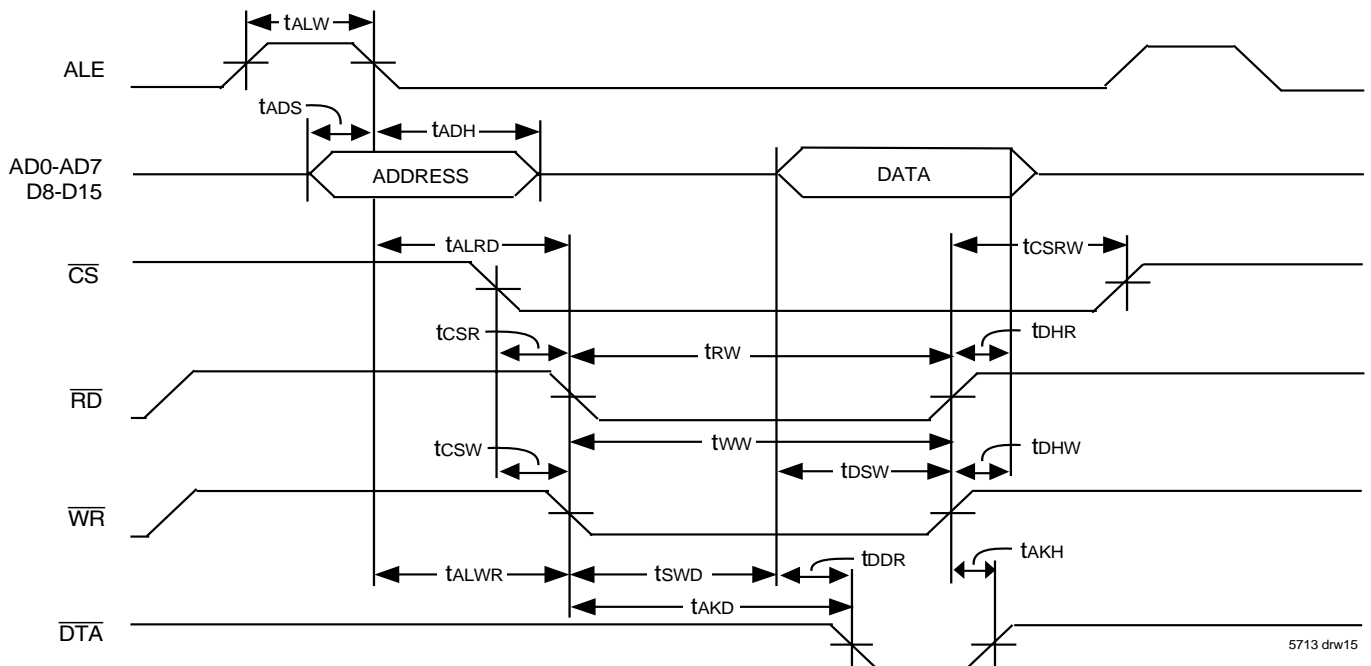 tALW
ALE
tADS
tADH
AD0-AD7
D8-D15
ADDRESS
DATA
tALRD
tCSRW
CS
tCSR
tRW
tDHR
RD
tCSW
tWW
tDHW
tDSW
WR
tDDR
tAKH
tALWR
tSWD
tAKD
DTA
5713 drw15